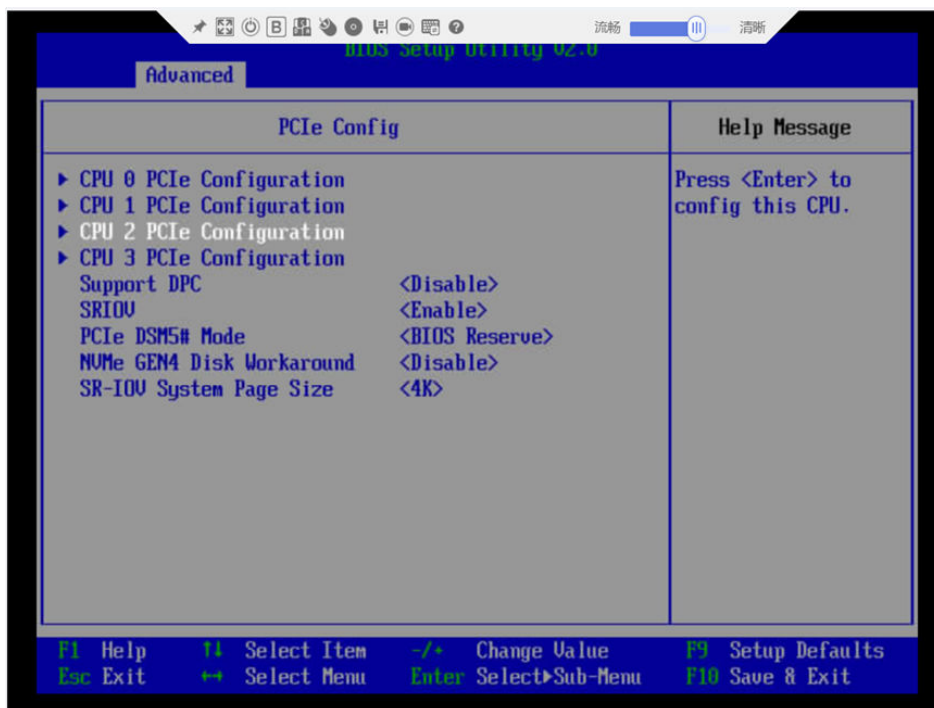 B 流畅 清晰
BIOS Setup Utility V2.0
Advanced
PCIe Config
Help Message
CPU 0 PCIe Configuration
CPU 1 PCIe Configuration
CPU 2 PCIe Configuration
CPU 3 PCIe Configuration
Support DPC <Disable>
SRIOV <Enable>
PCIe DSM5# Mode <BIOS Reserve>
NVMe GEN4 Disk Workaround <Disable>
SR-IOV System Page Size <4K>
Press <Enter> to
config this CPU.
F1 Help ↑↓ Select Item -/+ Change Value F9 Setup Defaults
Esc Exit ↔ Select Menu Enter Select▶Sub-Menu F10 Save & Exit